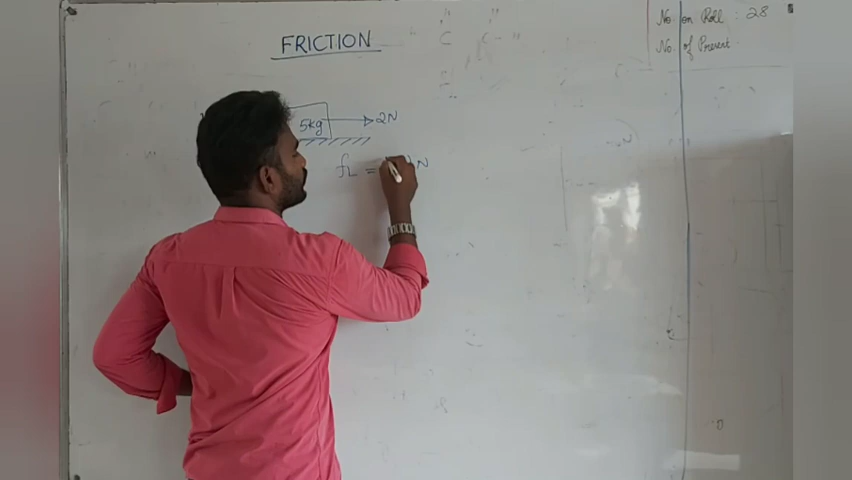 FRICTION
No. on Roll : 28
No. of Present
5kg
2N
fL =
N